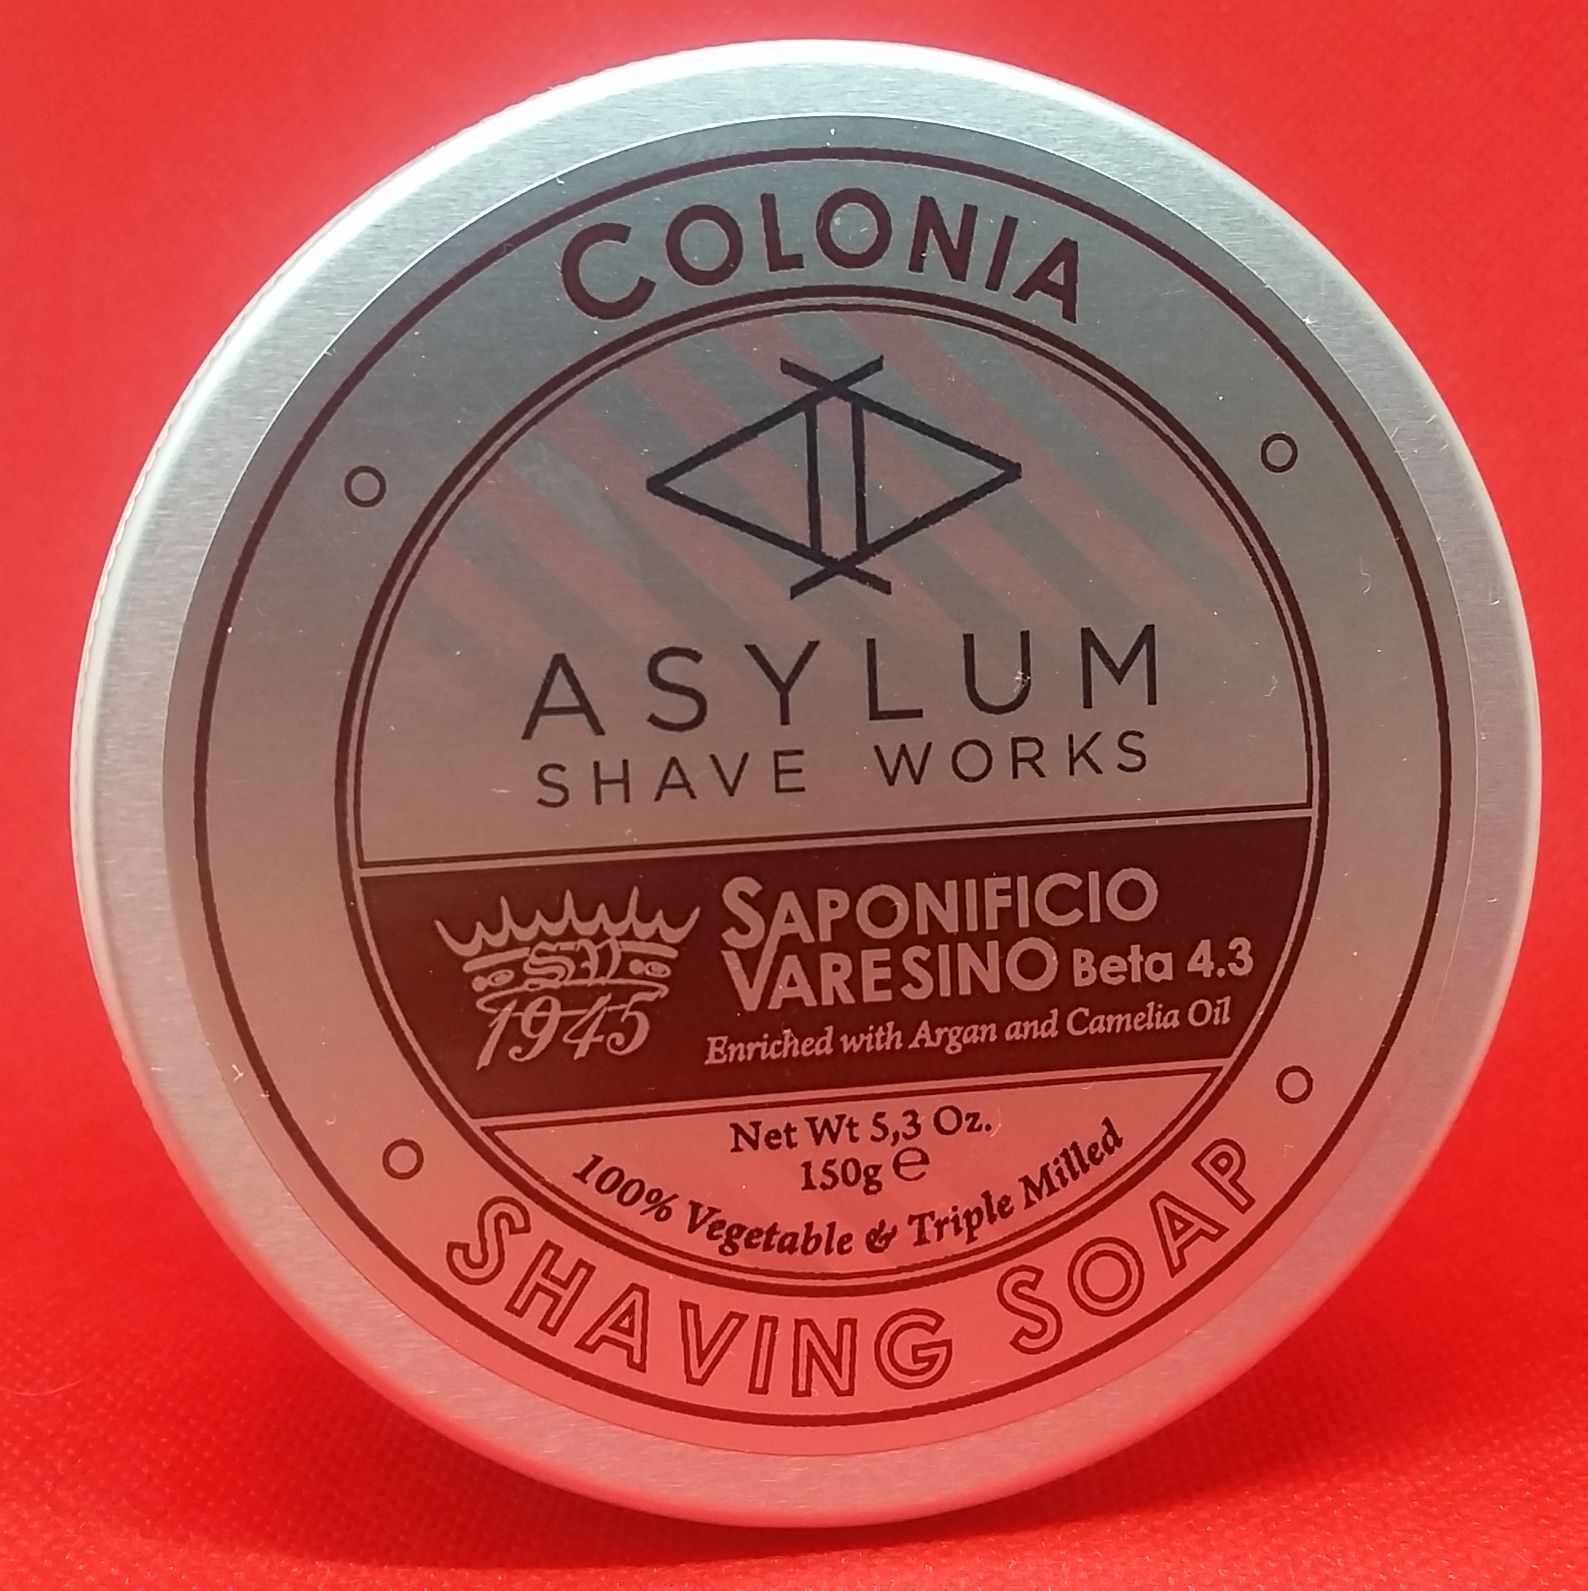 COLONIA
ASYLUM
SHAVE WORKS
SV
1945
SAPONIFICIO
VARESINO Beta 4.3
Enriched with Argan and Camelia Oil
Net Wt 5,3 Oz.
150g ℮
100% Vegetable & Triple Milled
SHAVING SOAP